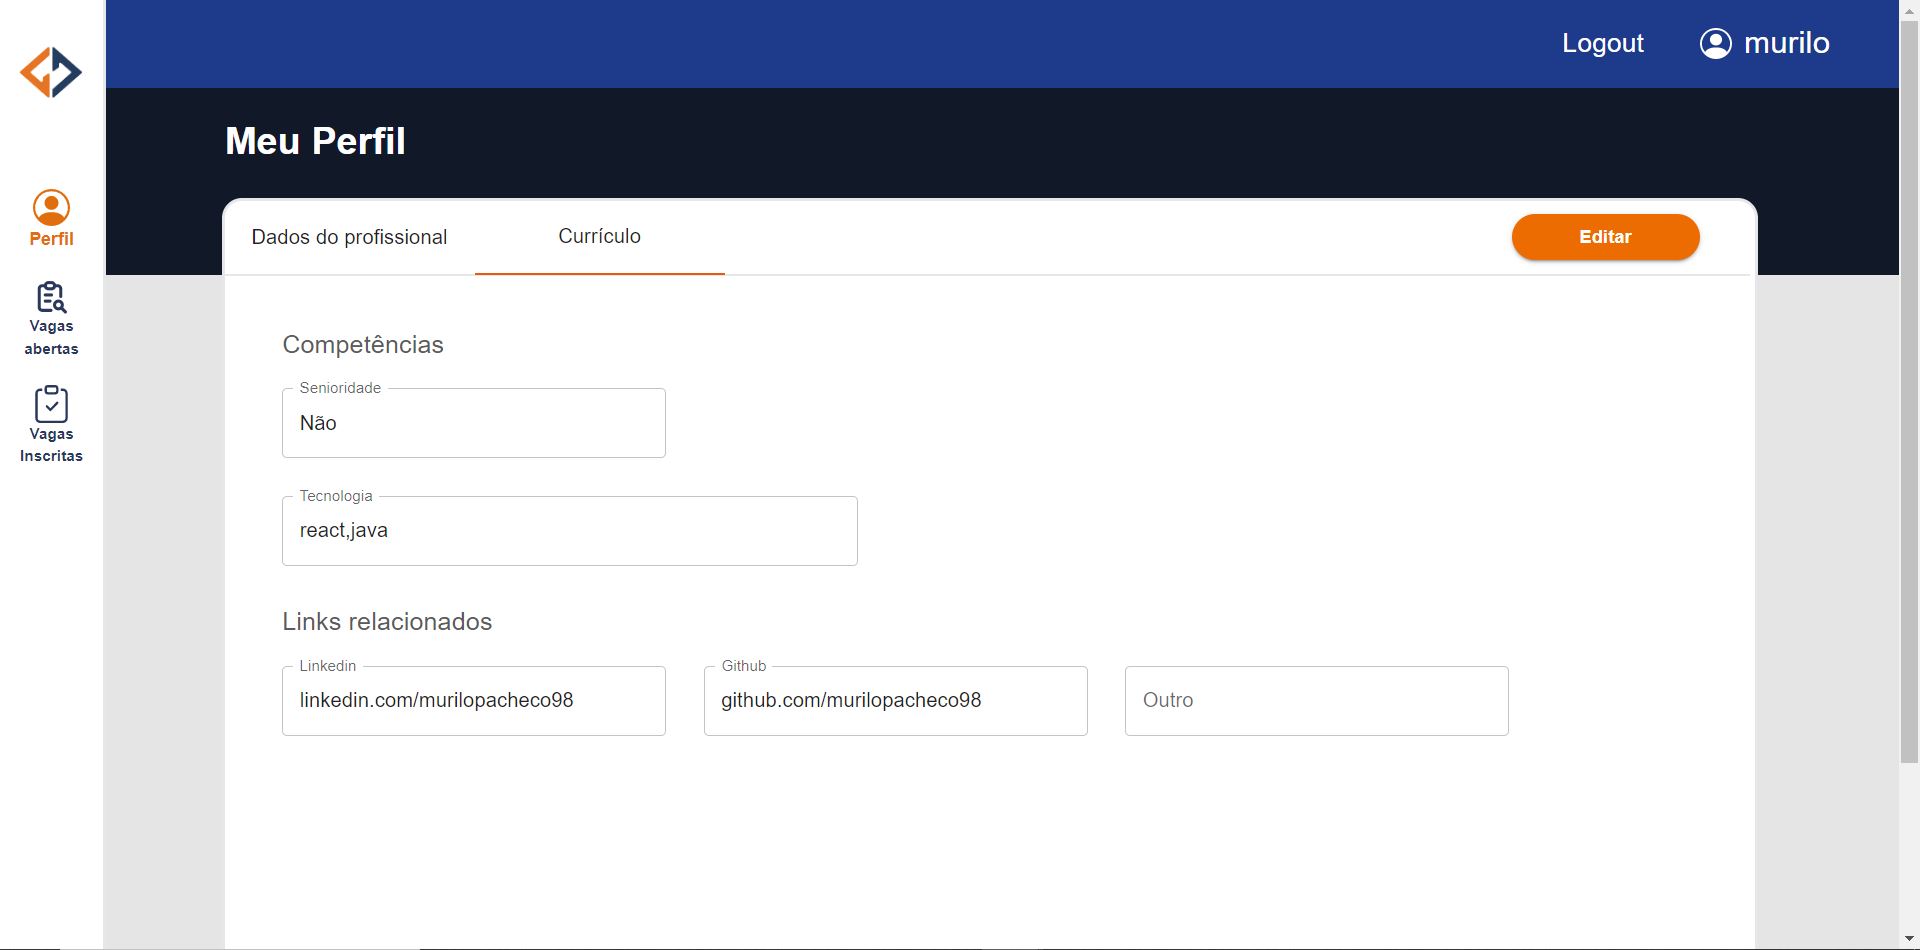 Logout
murilo
Meu Perfil
Perfil
Vagas
abertas
Vagas
Inscritas
Dados do profissional
Currículo
Editar
Competências
Senioridade
Não
Tecnologia
react,java
Links relacionados
Linkedin
linkedin.com/murilopacheco98
Github
github.com/murilopacheco98
Outro